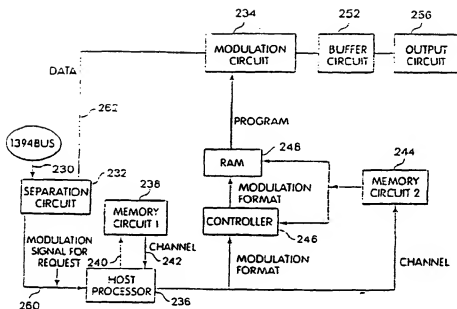 234
252
256
MODULATION
CIRCUIT
BUFFER
CIRCUIT
OUTPUT
CIRCUIT
DATA
262
PROGRAM
1394BUS
230
232
SEPARATION
CIRCUIT
238
MEMORY
CIRCUIT 1
RAM
248
244
MEMORY
CIRCUIT 2
MODULATION
FORMAT
CONTROLLER
246
MODULATION
SIGNAL FOR
REQUEST
240
CHANNEL
242
MODULATION
FORMAT
CHANNEL
HOST
PROCESSOR
260
236